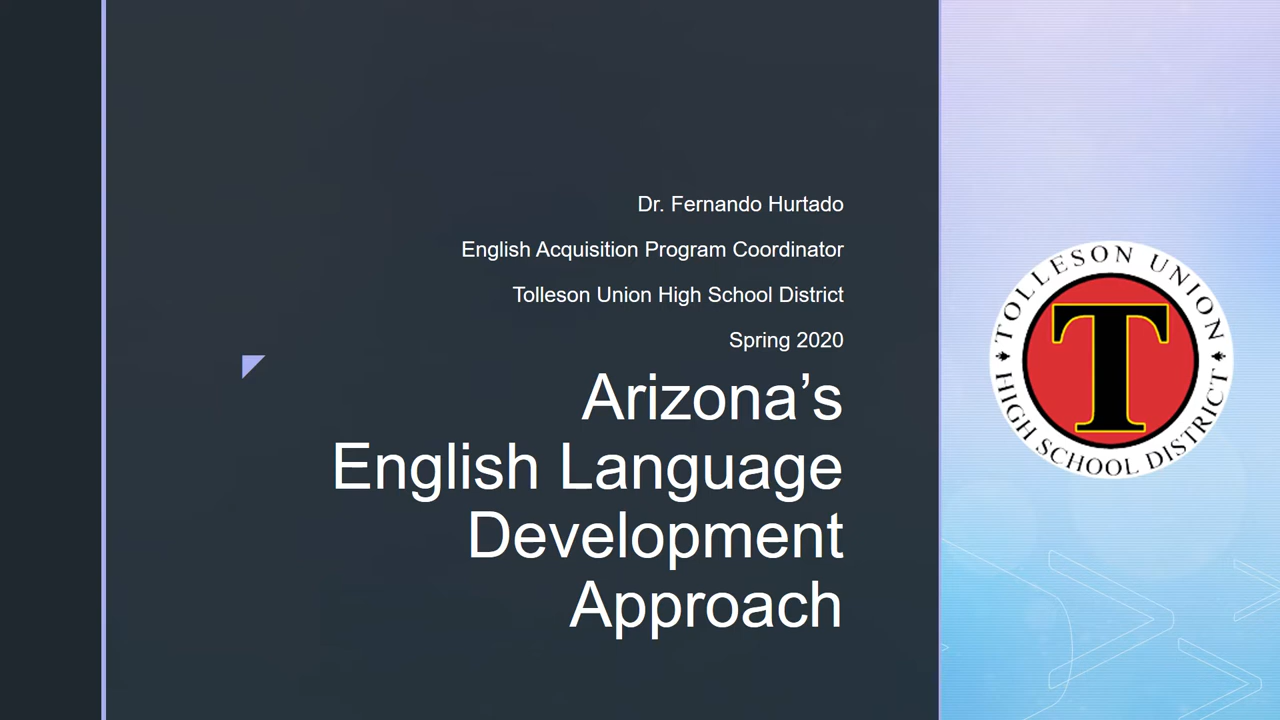 Dr. Fernando Hurtado
English Acquisition Program Coordinator
Tolleson Union High School District
Spring 2020
Arizona’s
English Language
Development
Approach
TOLLESON UNION
T
HIGH SCHOOL DISTRICT